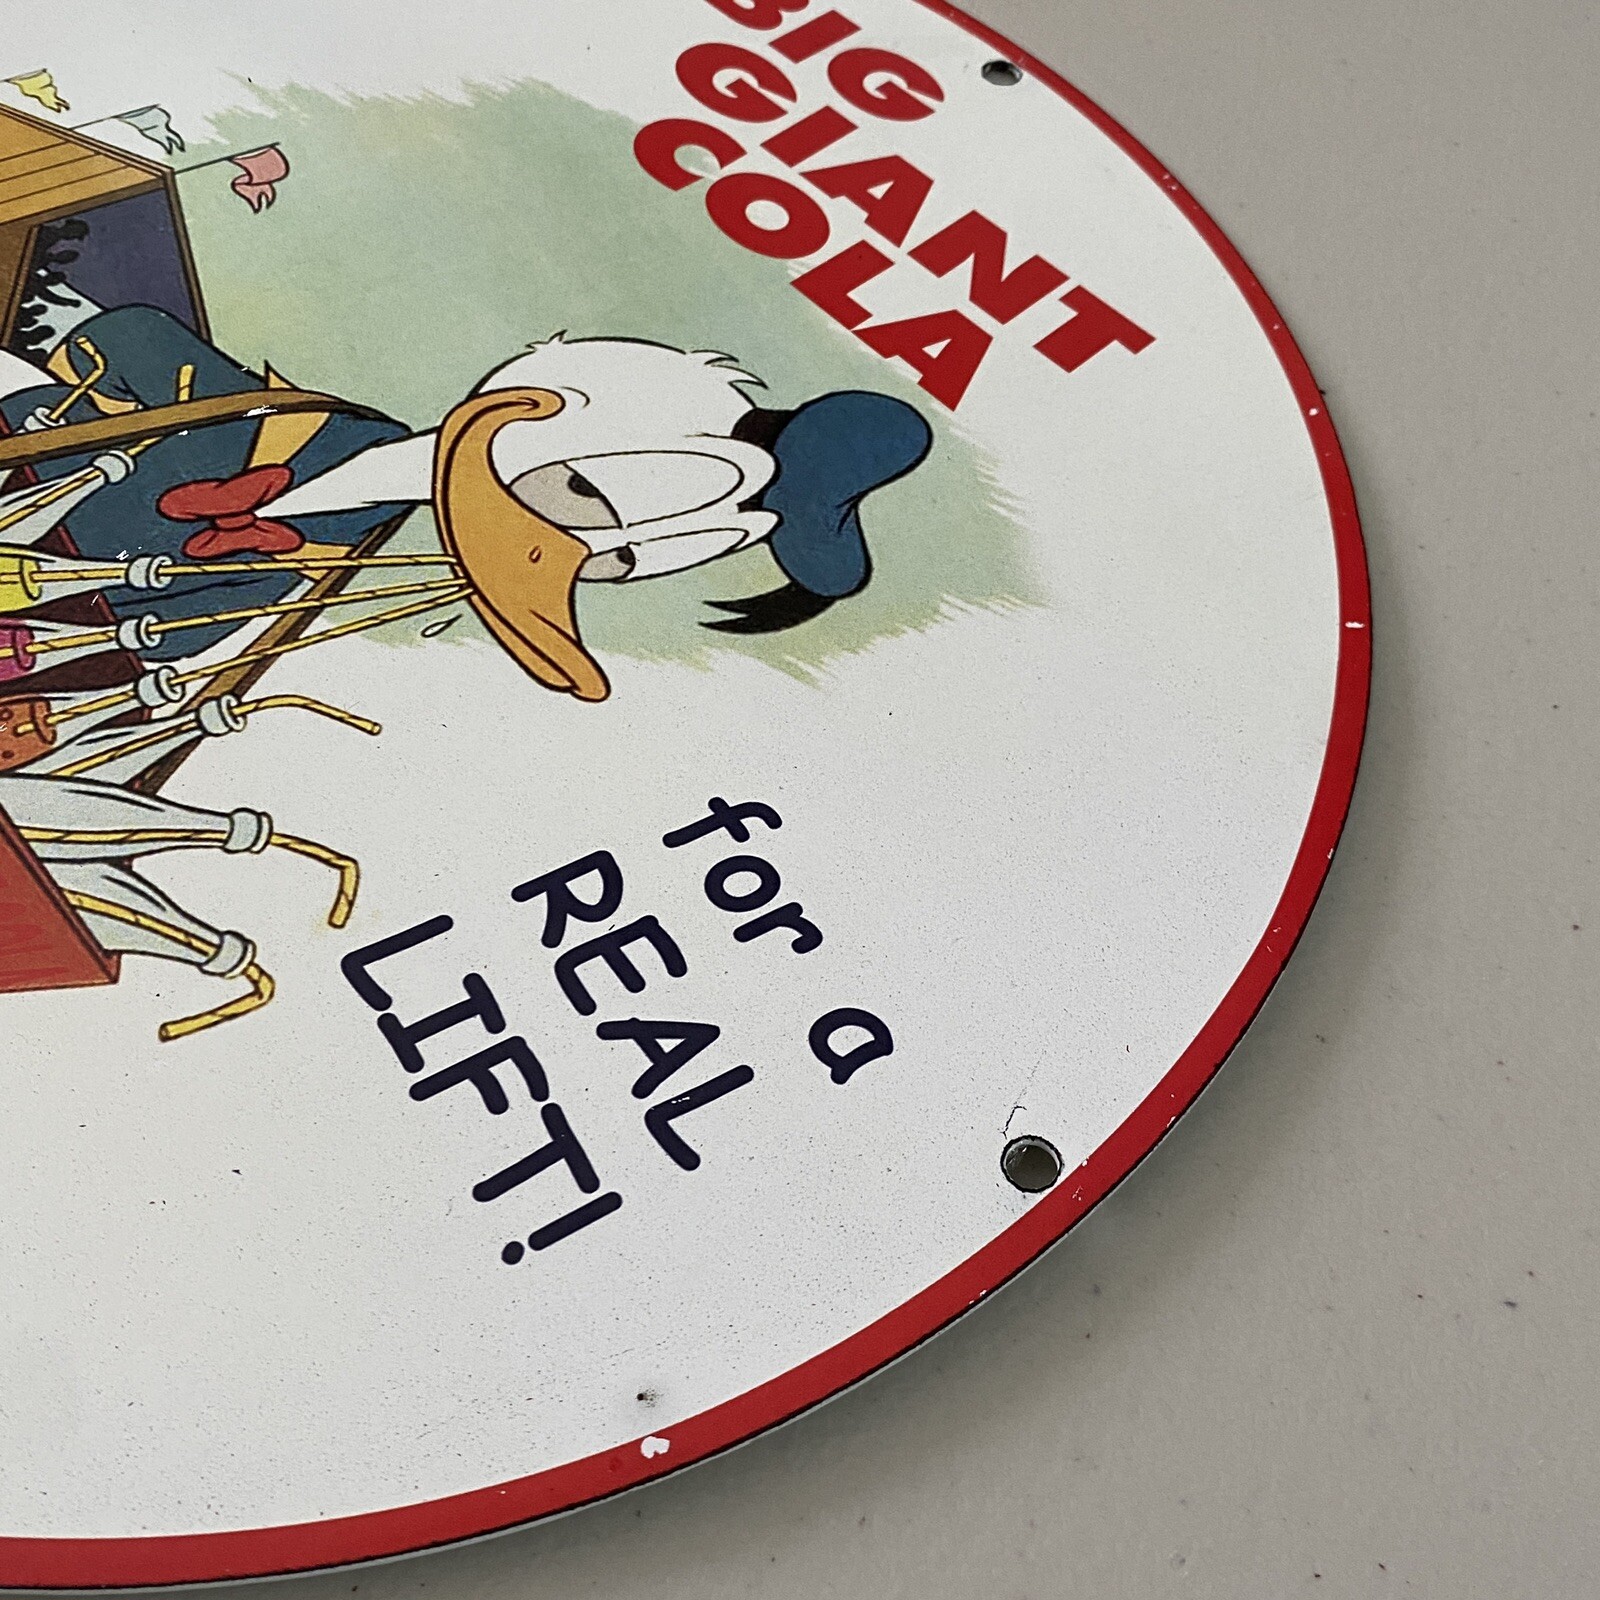 BIG
GIANT
COLA
for a
REAL
LIFT!